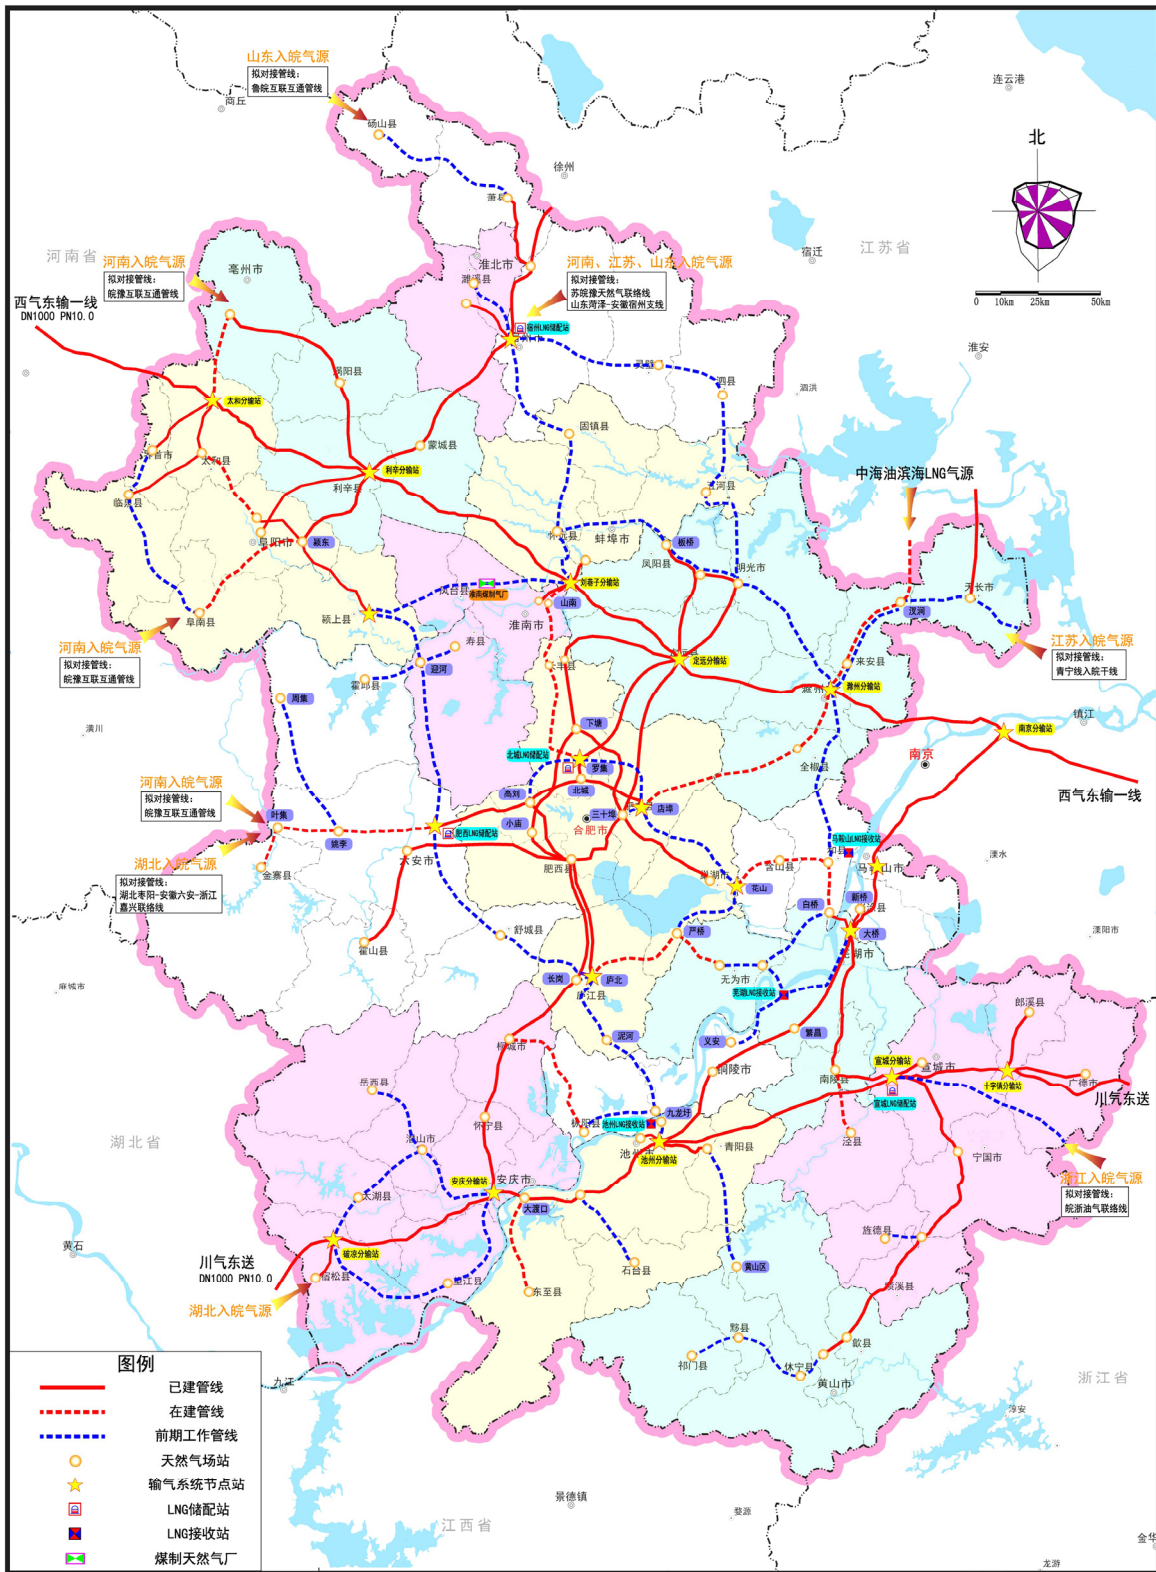 山东入皖气源
拟对接管线：
鲁皖互联互通管线
商丘
砀山县
连云港
徐州
萧县
北
河南省
江苏省
宿迁
河南入皖气源
拟对接管线：
皖豫互联互通管线
亳州市
淮北市
濉溪县
河南、江苏、山东入皖气源
拟对接管线：
苏皖豫天然气联络线
山东菏泽-安徽宿州支线
西气东输一线
DN1000 PN10.0
0 10km 25km 50km
宿州LNG储配站
淮安
灵璧县
泗县
泗洪
涡阳县
太和分输站
固镇县
蒙城县
界首市
太和县
利辛分输站
利辛县
中海油滨海LNG气源
临泉县
五河县
怀远县
蚌埠市
阜阳市
颍东
板桥
凤阳县
明光市
刘巷子分输站
凤台县
淮南煤制气厂
山南
淮南市
天长市
汊涧
阜南县
颍上县
河南入皖气源
拟对接管线：
皖豫互联互通管线
江苏入皖气源
拟对接管线：
青宁线入皖干线
寿县
迎河
霍邱县
长丰县
定远县
定远分输站
来安县
滁州市
滁州分输站
周集
潢川
下塘
镇江
南京分输站
南京
全椒县
北城LNG储配站
罗集
北城
西气东输一线
河南入皖气源
拟对接管线：
皖豫互联互通管线
高刘
店埠
三十埠
叶集
姚李
小庙
合肥市
肥西LNG储配站
马鞍山LNG接收站
和县
溧水
六安市
肥西县
湖北入皖气源
拟对接管线：
湖北枣阳-安徽六安-浙江
嘉兴联络线
金寨县
巢湖市
含山县
马鞍山市
花山
白桥
新桥
当涂县
舒城县
严桥
大桥
芜湖市
溧阳市
霍山县
麻城市
长岗
庐北
庐江县
无为市
芜湖LNG接收站
郎溪县
泥河
义安
繁昌
桐城市
铜陵市
宣城分输站
宣城市
南陵县
宣城LNG储配站
十字镇分输站
广德市
川气东送
岳西县
湖北省
怀宁县
枞阳县
九龙圩
池州LNG接收站
池州市
池州分输站
青阳县
泾县
潜山市
宁国市
浙江入皖气源
拟对接管线：
皖浙油气联络线
太湖县
安庆分输站
安庆市
大渡口
旌德县
黄石
破凉分输站
川气东送
DN1000 PN10.0
宿松县
望江县
石台县
黄山区
东至县
绩溪县
湖北入皖气源
黟县
歙县
祁门县
休宁县
黄山市
浙江省
九江
淳安
图例
已建管线
在建管线
前期工作管线
天然气场站
输气系统节点站
LNG储配站
LNG接收站
煤制天然气厂
景德镇
江西省
婺源
金华
龙游